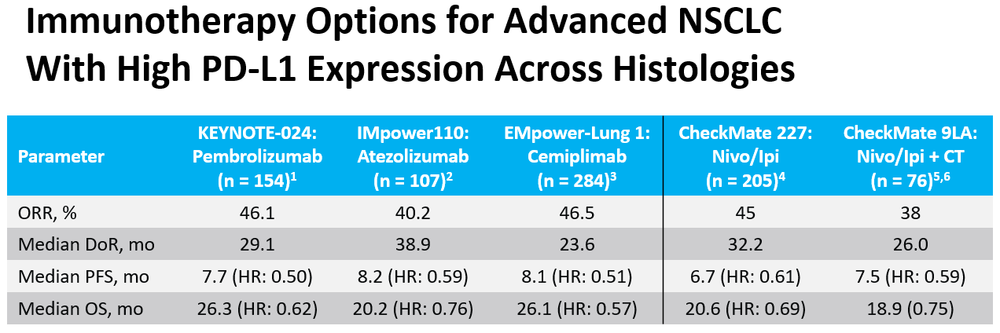 Immunotherapy Options for Advanced NSCLC
With High PD-L1 Expression Across Histologies
Parameter
KEYNOTE-024:
Pembrolizumab
(n = 154)1
IMpower110:
Atezolizumab
(n = 107)2
EMpower-Lung 1:
Cemiplimab
(n = 284)3
CheckMate 227:
Nivo/Ipi
(n = 205)4
CheckMate 9LA:
Nivo/Ipi + CT
(n = 76)5,6
ORR, % 46.1 40.2 46.5 45 38
Median DoR, mo 29.1 38.9 23.6 32.2 26.0
Median PFS, mo 7.7 (HR: 0.50) 8.2 (HR: 0.59) 8.1 (HR: 0.51) 6.7 (HR: 0.61) 7.5 (HR: 0.59)
Median OS, mo 26.3 (HR: 0.62) 20.2 (HR: 0.76) 26.1 (HR: 0.57) 20.6 (HR: 0.69) 18.9 (0.75)